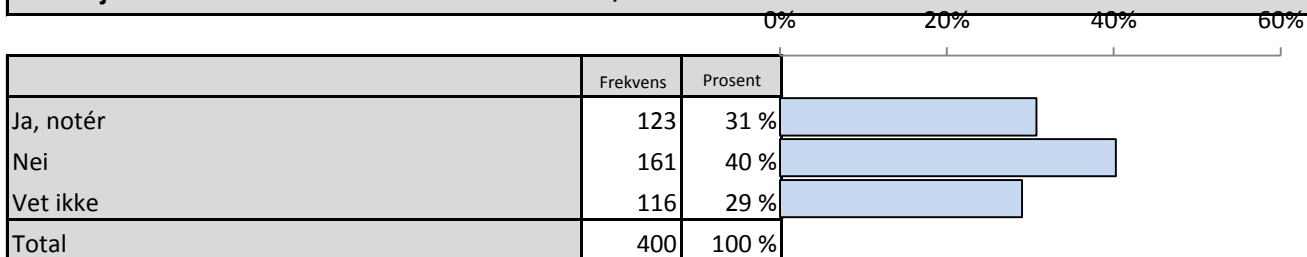 0% 20% 40% 60%
Frekvens Prosent
Ja, notér 123 31 %
Nei 161 40 %
Vet ikke 116 29 %
Total 400 100 %